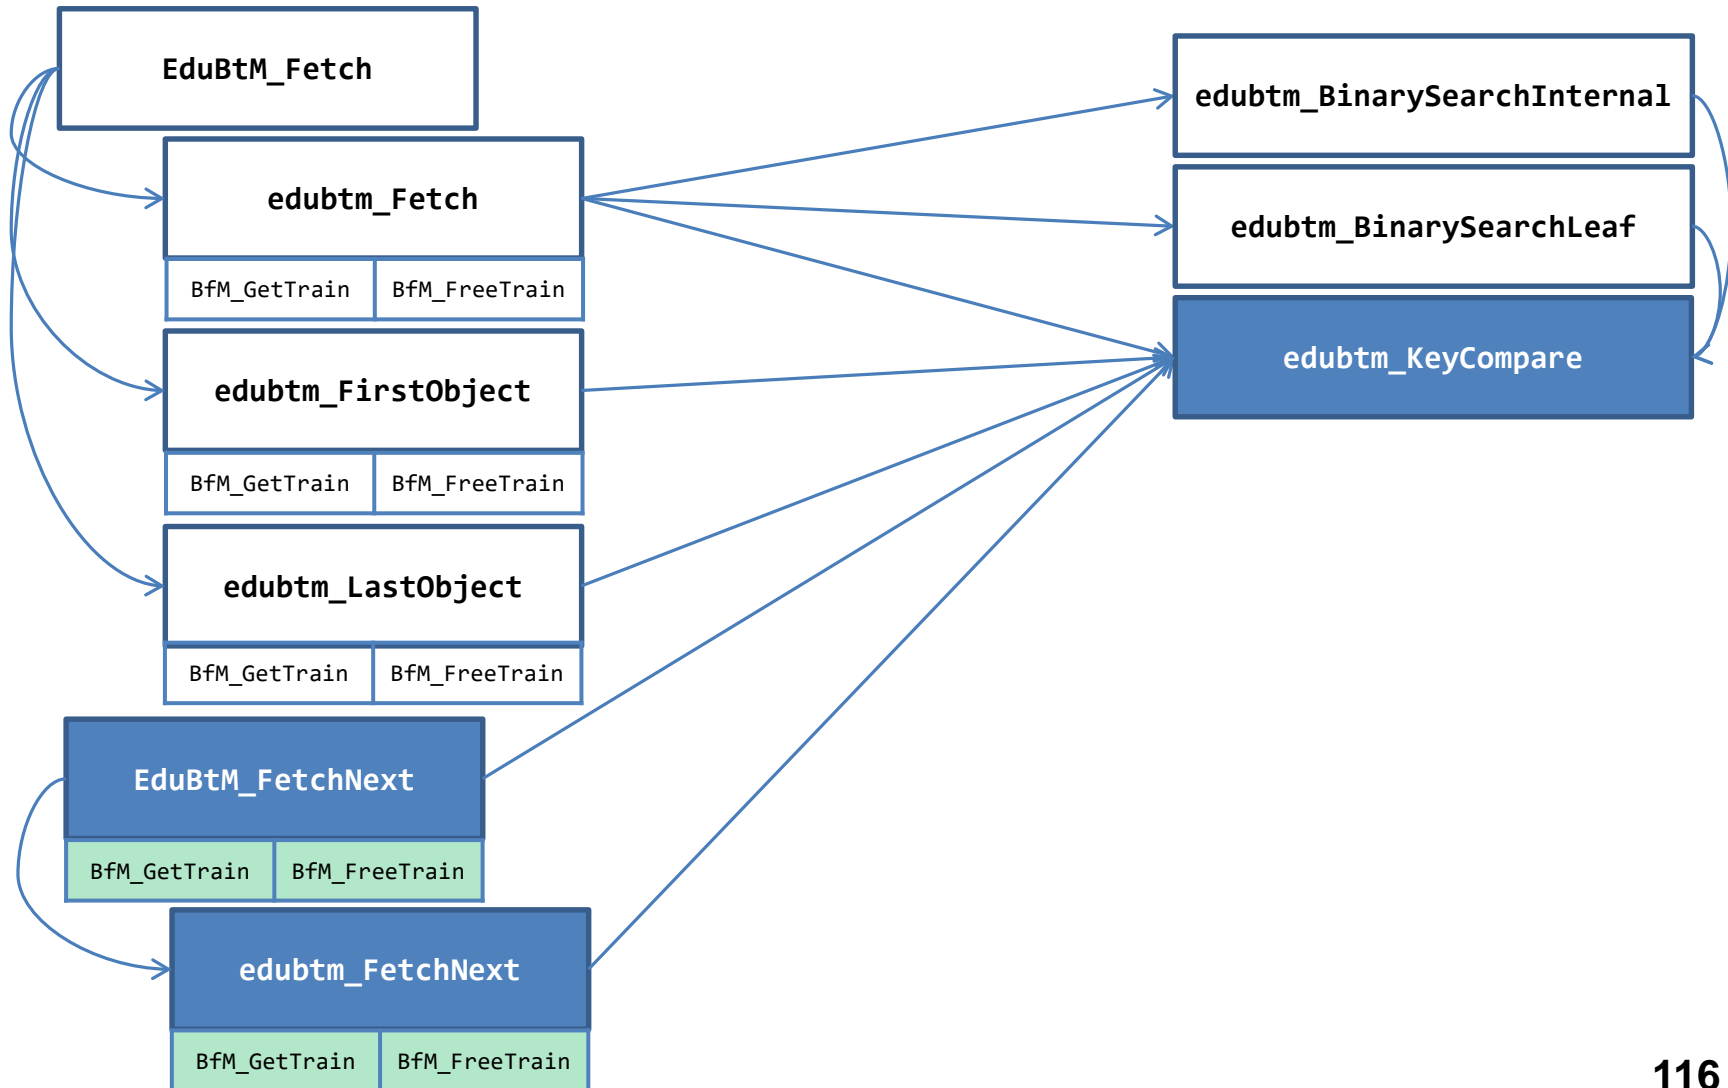 EduBtM_Fetch
edubtm_Fetch
BfM_GetTrain BfM_FreeTrain
edubtm_FirstObject
BfM_GetTrain BfM_FreeTrain
edubtm_LastObject
BfM_GetTrain BfM_FreeTrain
EduBtM_FetchNext
BfM_GetTrain BfM_FreeTrain
edubtm_FetchNext
BfM_GetTrain BfM_FreeTrain
edubtm_BinarySearchInternal
edubtm_BinarySearchLeaf
edubtm_KeyCompare
116